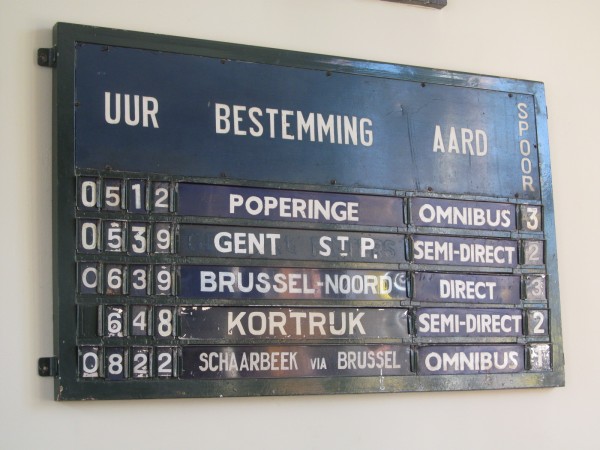 UUR BESTEMMING AARD SPOOR
0512 POPERINGE OMNIBUS 3
0539 GENT ST P. SEMI-DIRECT 2
0639 BRUSSEL-NOORD DIRECT 3
648 KORTRIJK SEMI-DIRECT 2
0822 SCHAARBEEK VIA BRUSSEL OMNIBUS 1